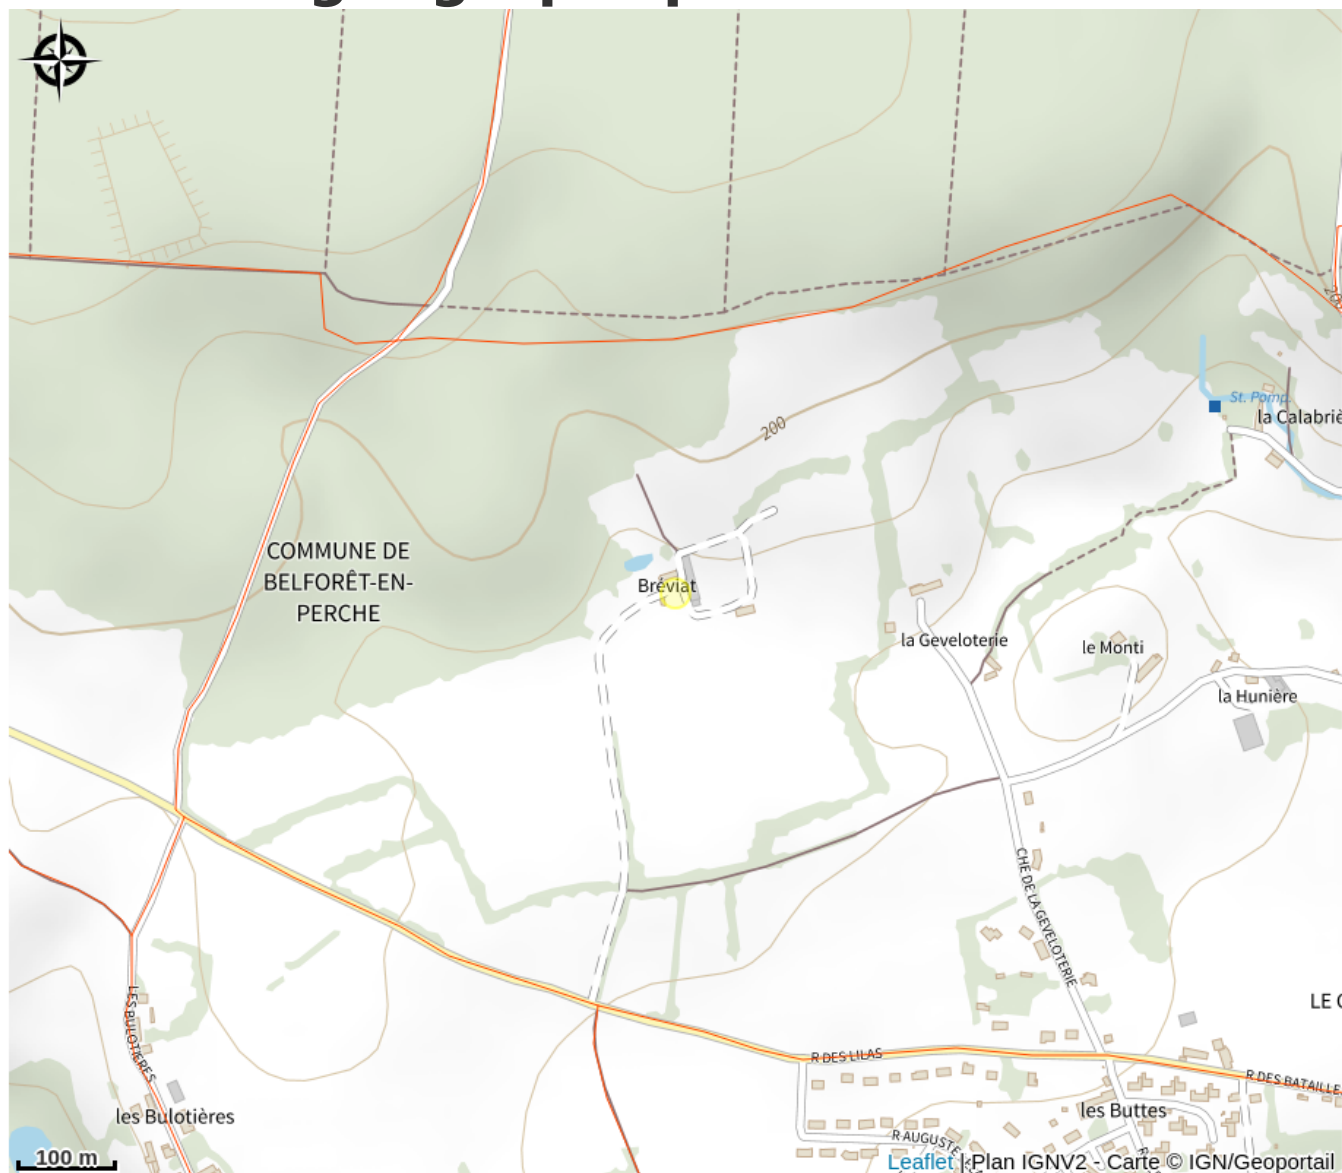 200
St. Pomp.
la Calabriè
COMMUNE DE
BELFORÊT-EN-
PERCHE
Bréviat
la Geveloterie
le Monti
la Hunière
CHE DE LA GEVELOTERIE
LE
LES BULOTIERES
R DES LILAS
R DES BATAILLE
les Bulotières
les Buttes
R AUGUSTE
R
100 m
Leaflet | Plan IGNV2 - Carte © IGN/Geoportail